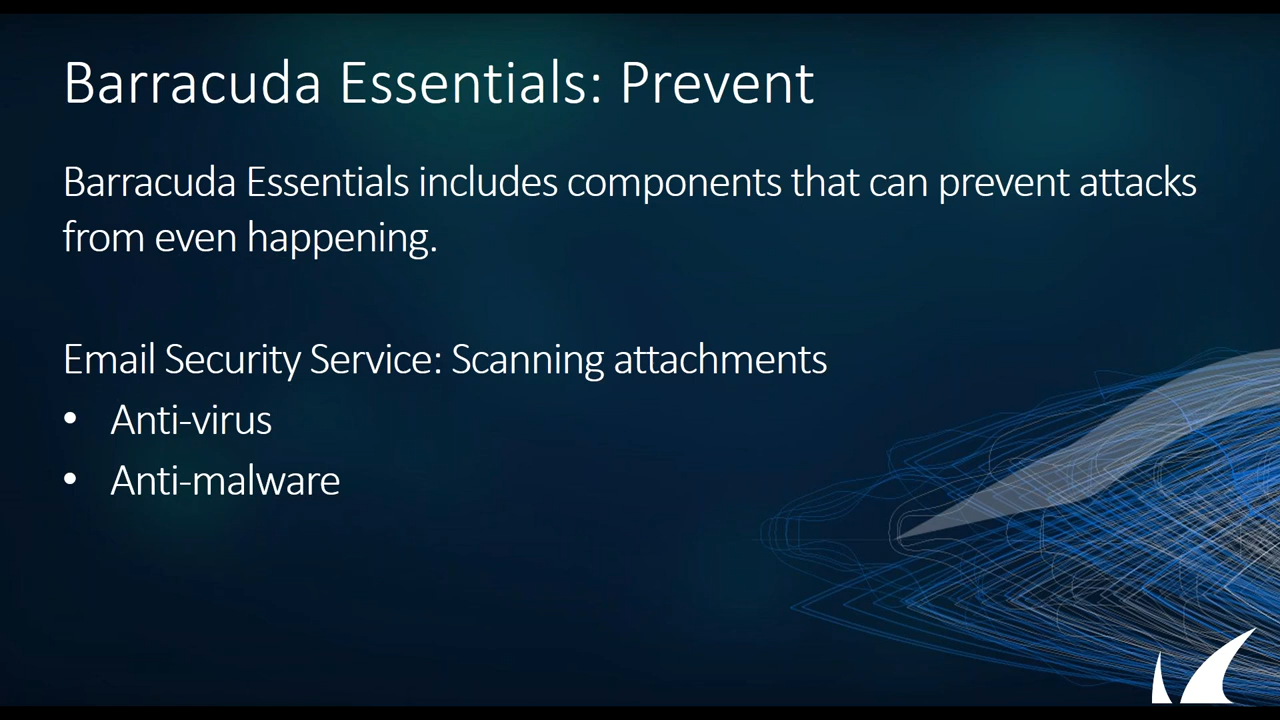 Barracuda Essentials: Prevent
Barracuda Essentials includes components that can prevent attacks
from even happening.
Email Security Service: Scanning attachments
• Anti-virus
• Anti-malware